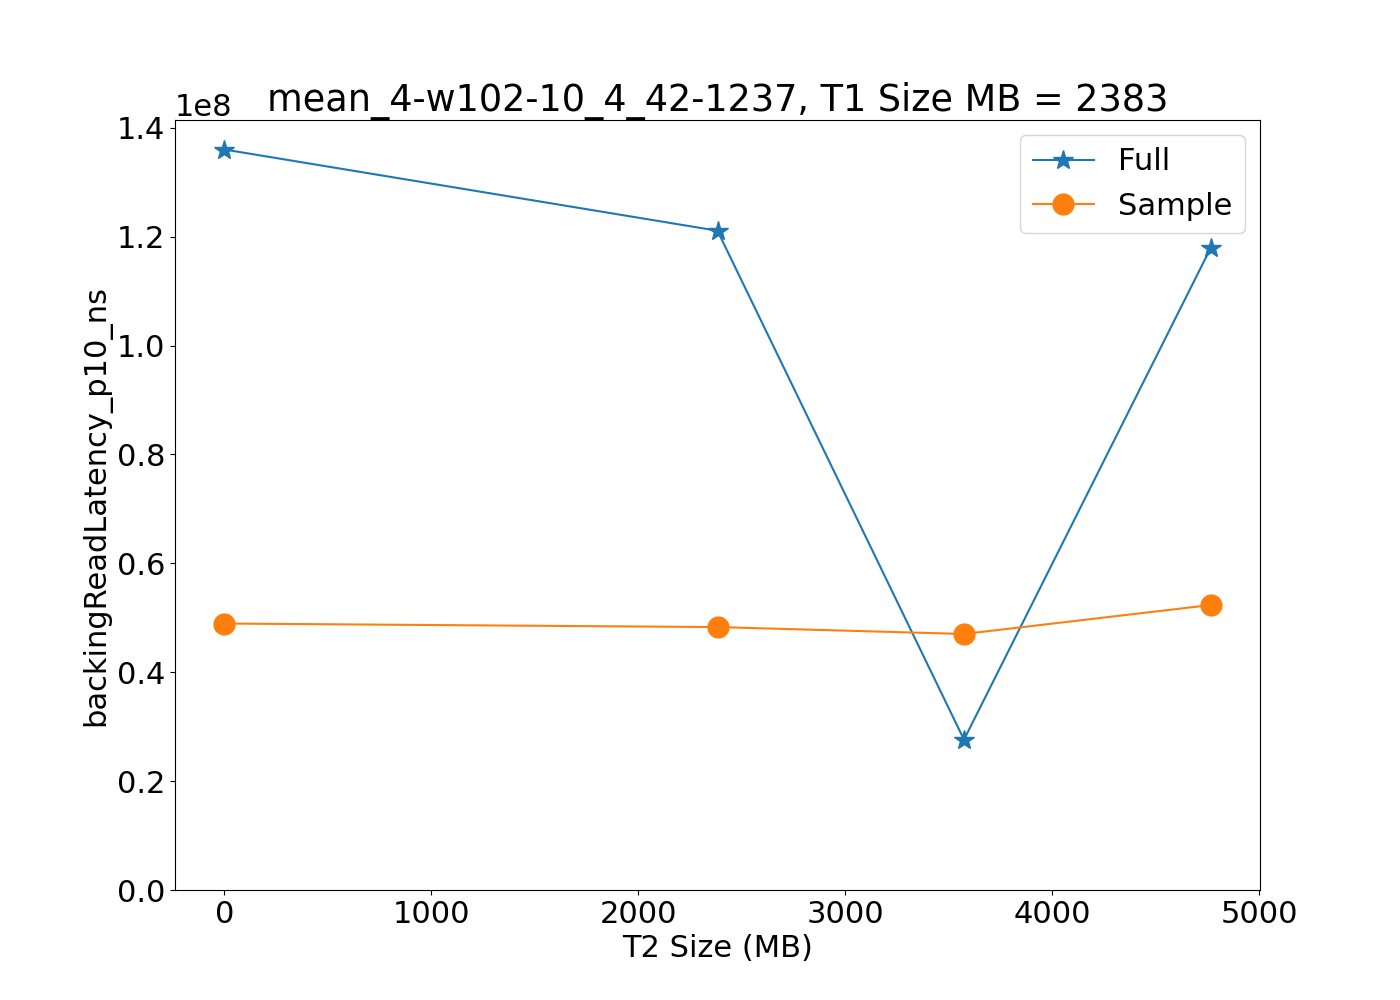 mean_4-w102-10_4_42-1237, T1 Size MB = 2383
1e8
1.4
1.2
1.0
0.8
0.6
0.4
0.2
0.0
backingReadLatency_p10_ns
Full
Sample
0 1000 2000 3000 4000 5000
T2 Size (MB)